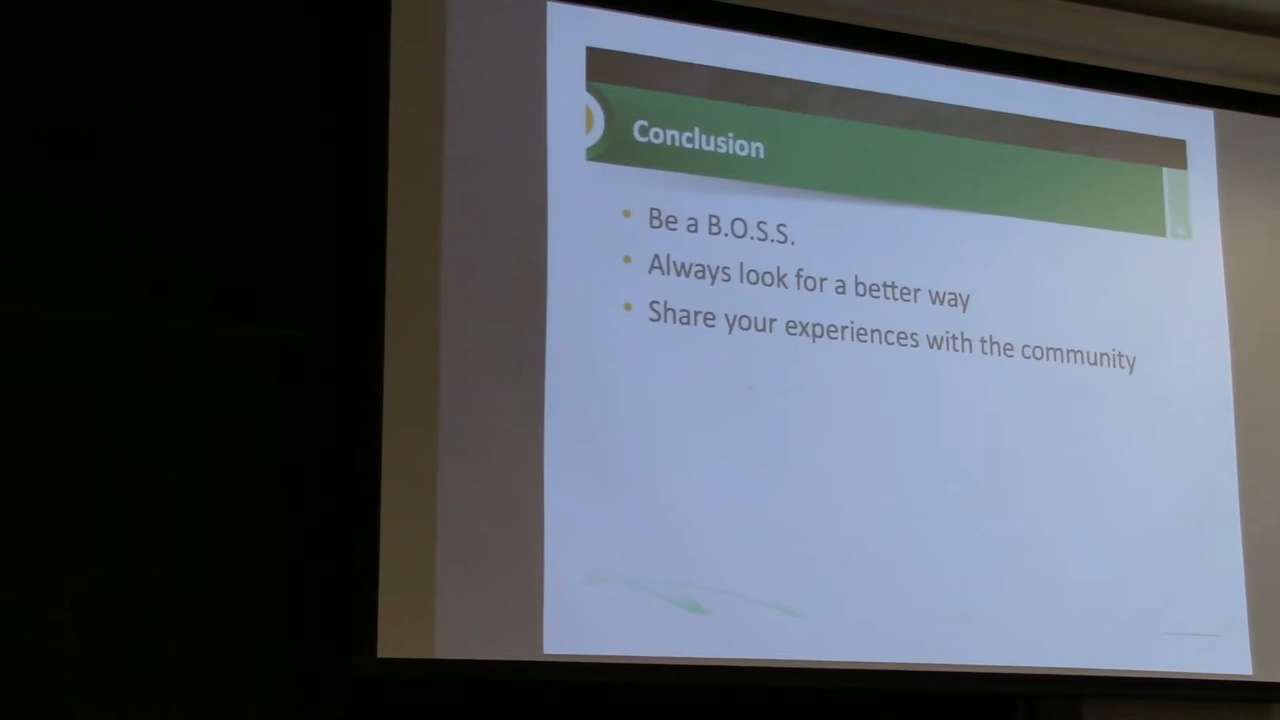 Conclusion
• Be a B.O.S.S.
• Always look for a better way
• Share your experiences with the community